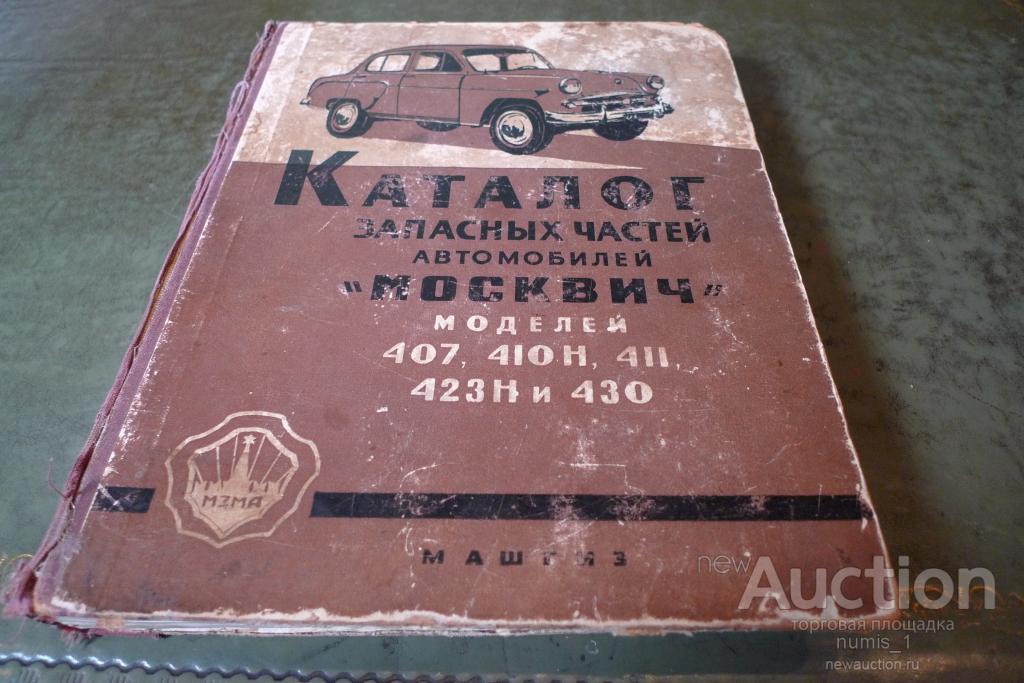 Каталог
запасных частей
автомобилей
"Москвич"
моделей
407, 410Н, 411,
423Н и 430
МЗМА
МАШГИЗ
newAuction
торговая площадка
numis_1
newauction.ru